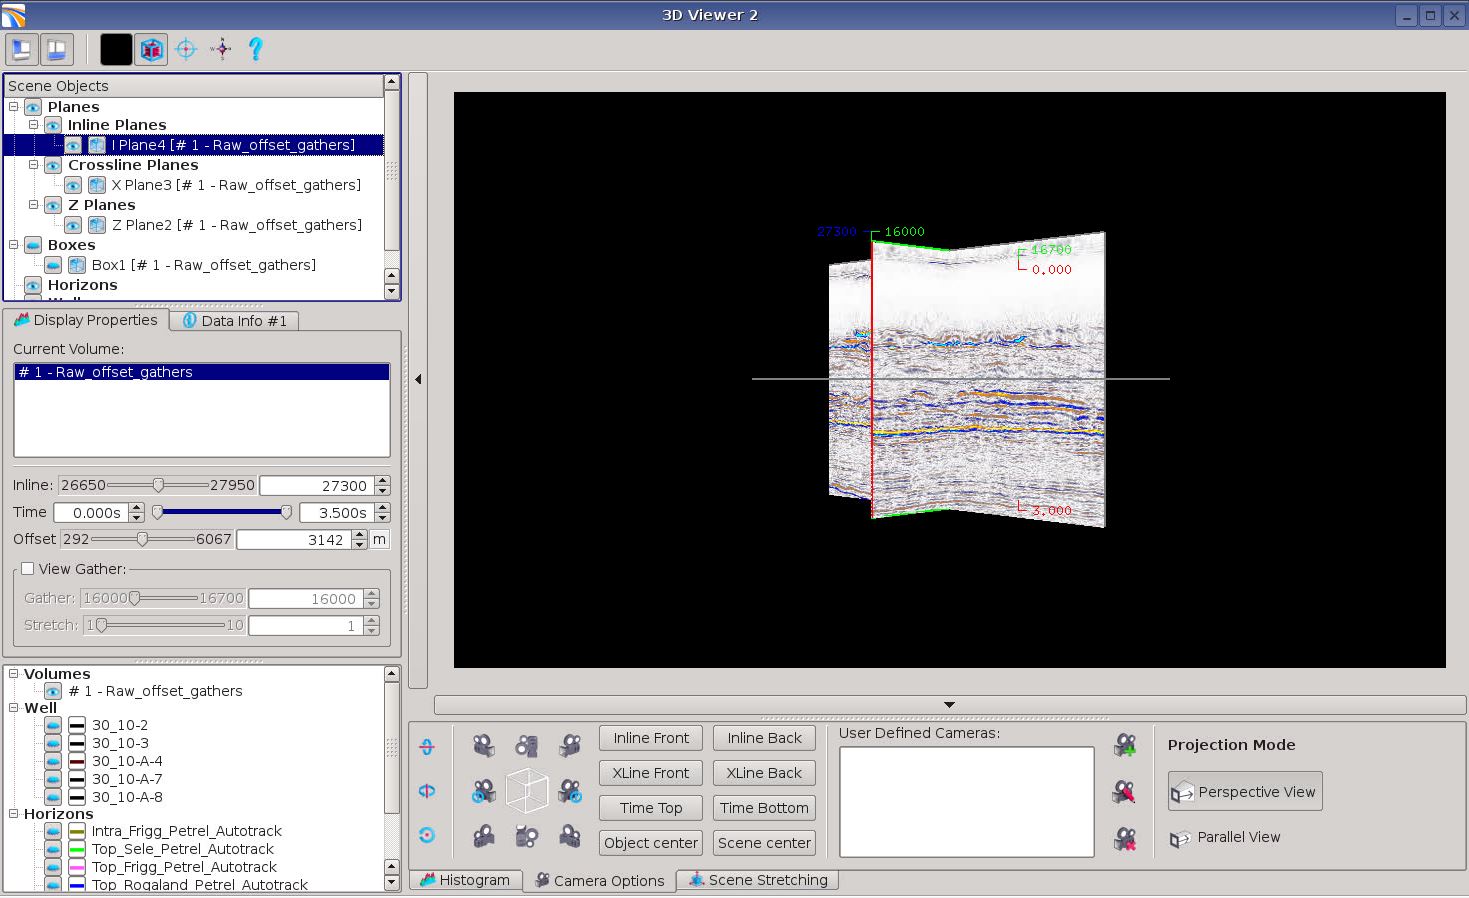 3D Viewer 2
Scene Objects
Planes
Inline Planes
I Plane4 [# 1 - Raw_offset_gathers]
Crossline Planes
X Plane3 [# 1 - Raw_offset_gathers]
Z Planes
Z Plane2 [# 1 - Raw_offset_gathers]
Boxes
Box1 [# 1 - Raw_offset_gathers]
Horizons
Display Properties
Data Info #1
Current Volume:
# 1 - Raw_offset_gathers
Inline: 26650 27950 27300
Time 0.000s 3.500s
Offset 292 6067 3142 m
View Gather:
Gather: 16000 16700 16000
Stretch: 1 10 1
Volumes
# 1 - Raw_offset_gathers
Well
30_10-2
30_10-3
30_10-A-4
30_10-A-7
30_10-A-8
Horizons
Intra_Frigg_Petrel_Autotrack
Top_Sele_Petrel_Autotrack
Top_Frigg_Petrel_Autotrack
Top_Rogaland_Petrel_Autotrack
27300 16000
16700
0.000
3.000
Inline Front Inline Back
XLine Front XLine Back
Time Top Time Bottom
Object center Scene center
User Defined Cameras:
Projection Mode
Perspective View
Parallel View
Histogram Camera Options Scene Stretching